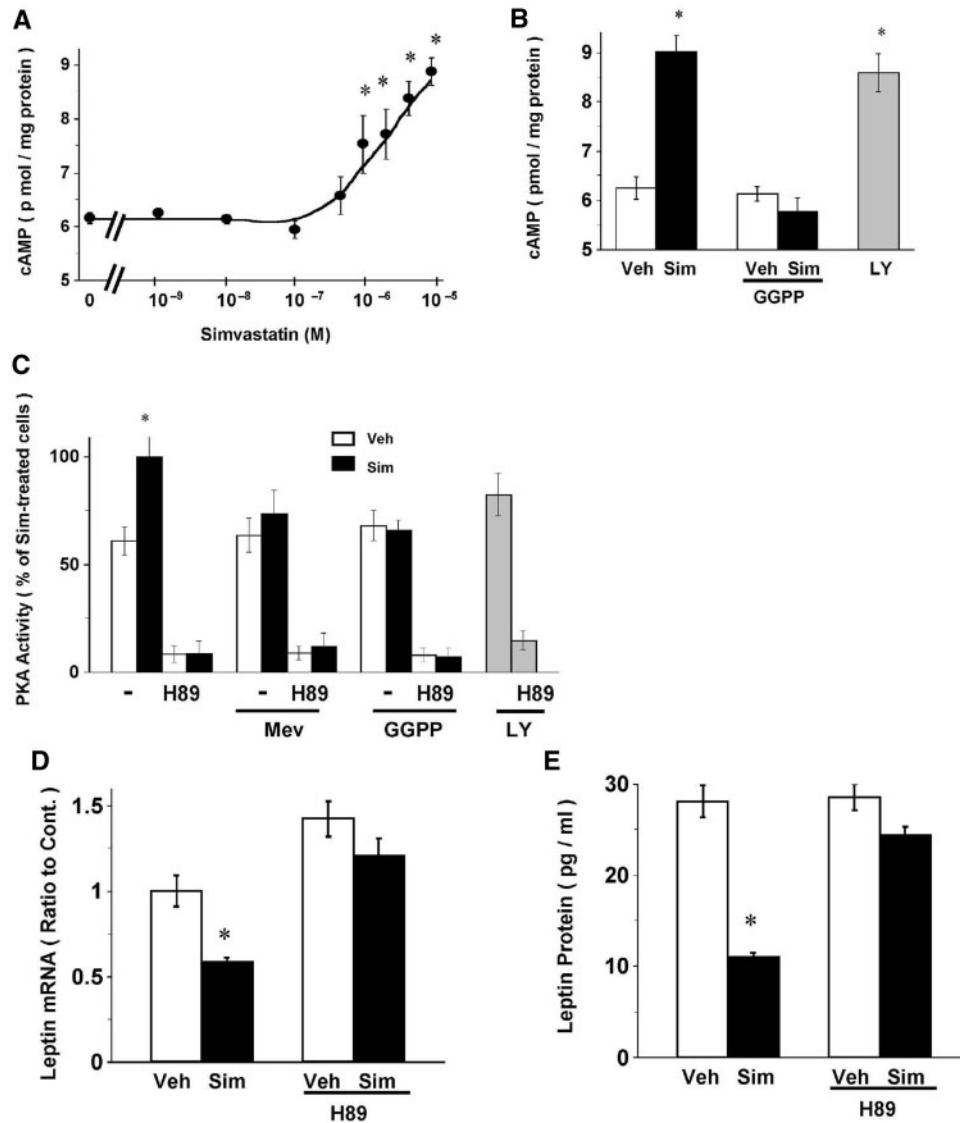 A
cAMP ( p mol / mg protein )
9
8
7
6
5
* * * *
0 10⁻⁹ 10⁻⁸ 10⁻⁷ 10⁻⁶ 10⁻⁵
Simvastatin (M)
B
cAMP ( pmol / mg protein )
9
8
7
6
5
* *
Veh Sim Veh Sim LY
GGPP
C
PKA Activity ( % of Sim-treated cells)
100
50
0
*
Veh
Sim
- H89 - H89 - H89 H89
Mev GGPP LY
D
Leptin mRNA ( Ratio to Cont. )
1.5
1
0.5
0
*
Veh Sim Veh Sim
H89
E
Leptin Protein ( pg / ml )
30
20
10
0
*
Veh Sim Veh Sim
H89